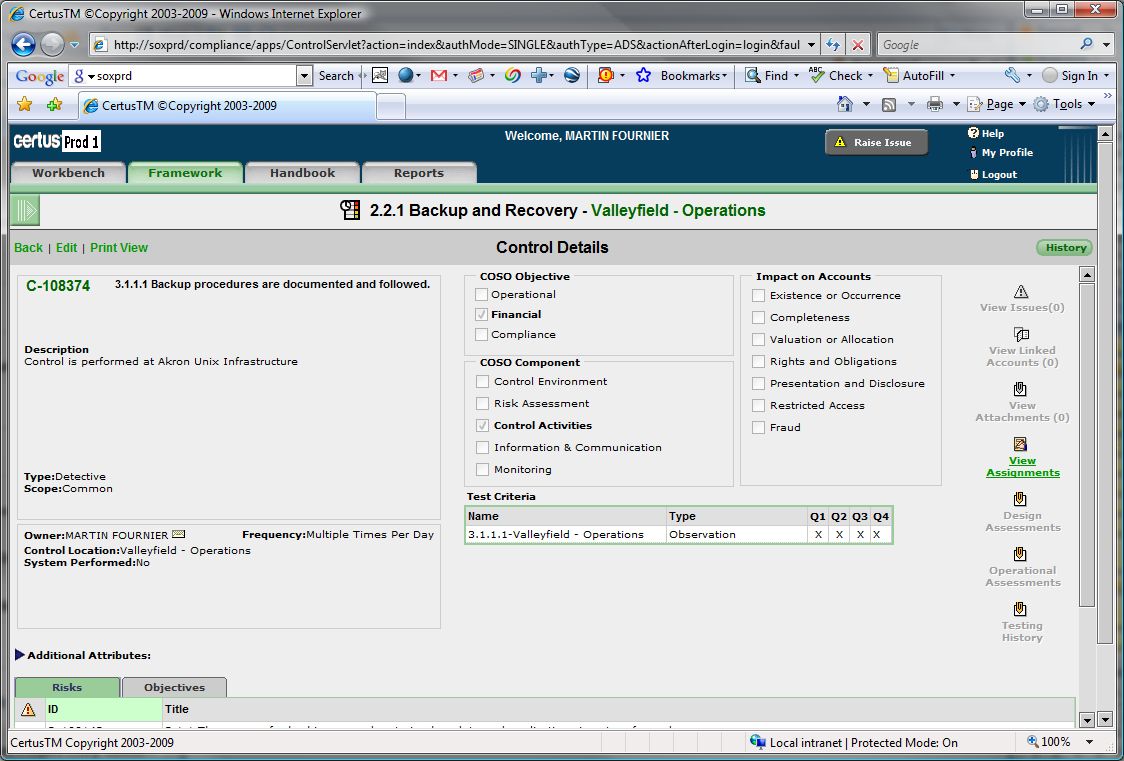 CertusTM ©Copyright 2003-2009 - Windows Internet Explorer
http://soxprd/compliance/apps/ControlServlet?action=index&authMode=SINGLE&authType=ADS&actionAfterLogin=login&faul
Google
Google
soxprd
Search
Bookmarks
Find
ABC
Check
AutoFill
Sign In
CertusTM ©Copyright 2003-2009
Page
Tools
certus Prod 1
Welcome, MARTIN FOURNIER
Raise Issue
Help
My Profile
Logout
Workbench
Framework
Handbook
Reports
2.2.1 Backup and Recovery - Valleyfield - Operations
Back | Edit | Print View
Control Details
History
C-108374
3.1.1.1 Backup procedures are documented and followed.
Description
Control is performed at Akron Unix Infrastructure
Type:Detective
Scope:Common
Owner:MARTIN FOURNIER
Frequency:Multiple Times Per Day
Control Location:Valleyfield - Operations
System Performed:No
COSO Objective
Operational
Financial
Compliance
COSO Component
Control Environment
Risk Assessment
Control Activities
Information & Communication
Monitoring
Impact on Accounts
Existence or Occurrence
Completeness
Valuation or Allocation
Rights and Obligations
Presentation and Disclosure
Restricted Access
Fraud
Test Criteria
Name Type Q1 Q2 Q3 Q4
3.1.1.1-Valleyfield - Operations Observation X X X X
View Issues(0)
View Linked
Accounts (0)
View
Attachments (0)
View
Assignments
Design
Assessments
Operational
Assessments
Testing
History
Additional Attributes:
Risks
Objectives
ID Title
CertusTM Copyright 2003-2009
Local intranet | Protected Mode: On
100%